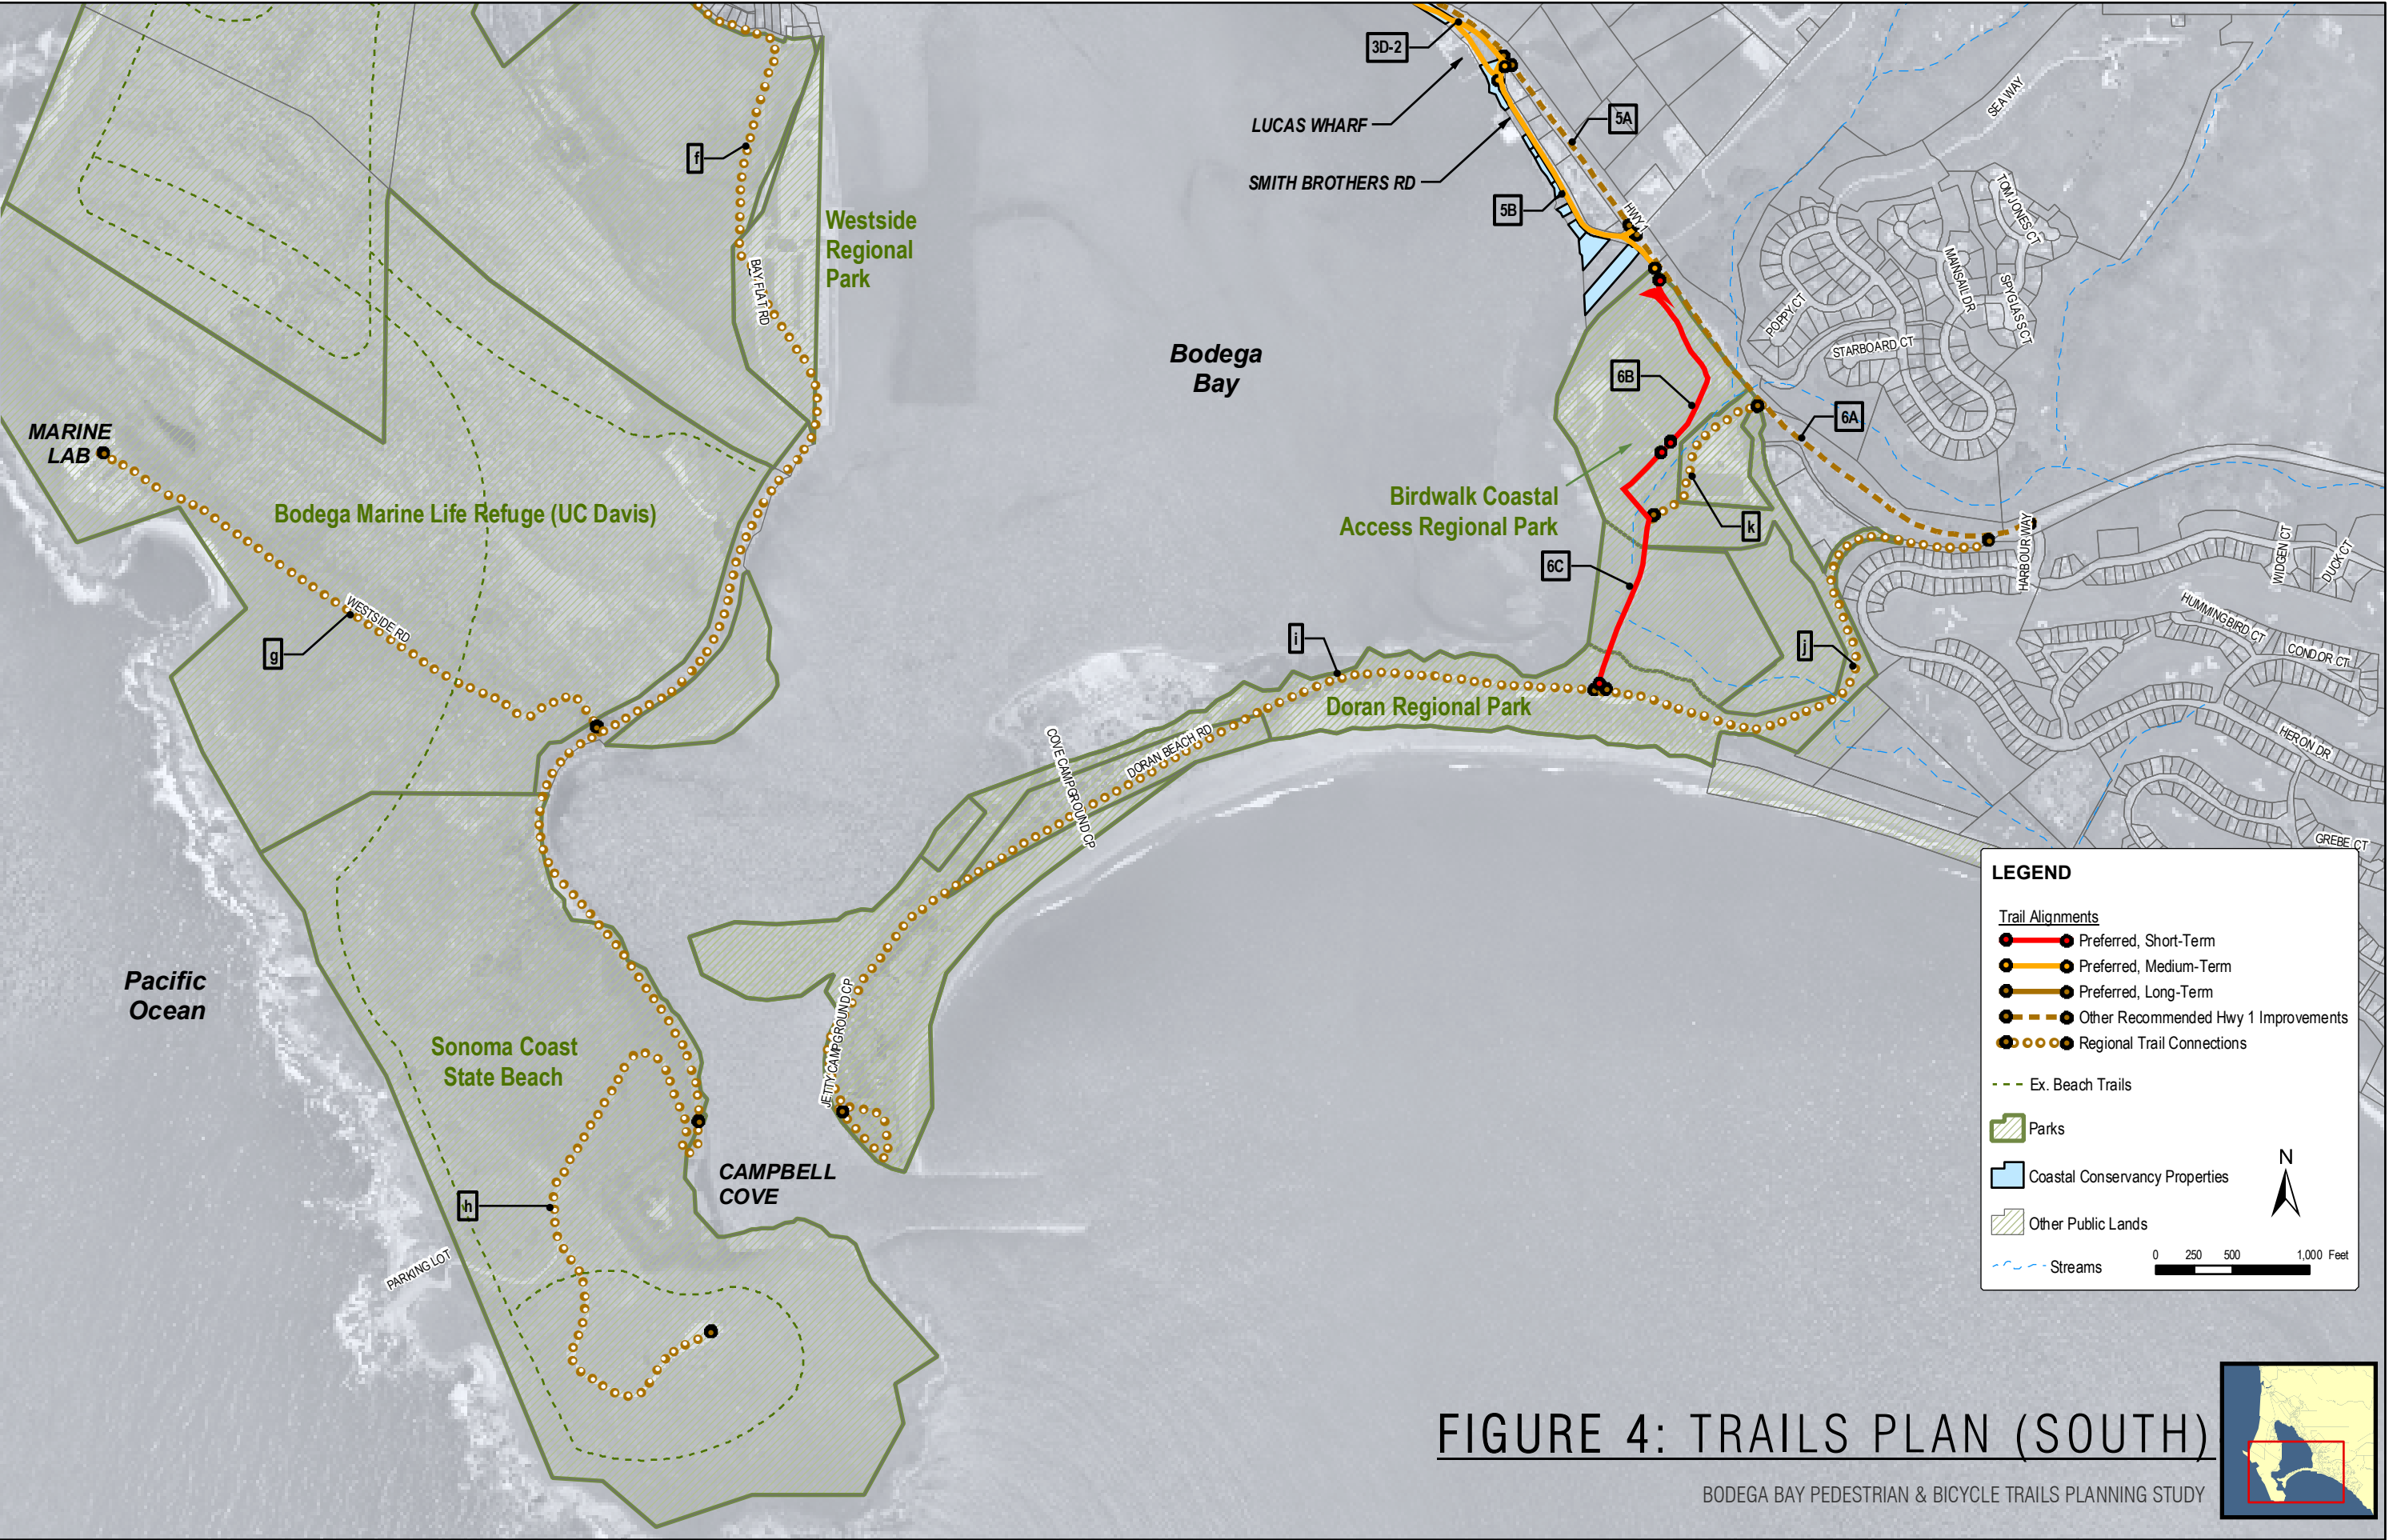 3D-2
LUCAS WHARF
SMITH BROTHERS RD
5A
5B
HWY 1
SEA WAY
TOM JONES CT
MAINSAIL DR
SPYGLASS CT
POPPY CT
STARBOARD CT
f
Westside
Regional
Park
BAY FLAT RD
Bodega
Bay
6B
6A
MARINE
LAB
Bodega Marine Life Refuge (UC Davis)
Birdwalk Coastal
Access Regional Park
k
HARBOUR WAY
WIDGEN CT
DUCK CT
6C
HUMMINGBIRD CT
CONDOR CT
WESTSIDE RD
g
i
j
Doran Regional Park
DORAN BEACH RD
COVE CAMPGROUND CP
HERON DR
GREBE CT
Pacific
Ocean
JETTY CAMPGROUND CP
Sonoma Coast
State Beach
CAMPBELL
COVE
h
PARKING LOT
LEGEND
Trail Alignments
Preferred, Short-Term
Preferred, Medium-Term
Preferred, Long-Term
Other Recommended Hwy 1 Improvements
Regional Trail Connections
Ex. Beach Trails
Parks
Coastal Conservancy Properties
Other Public Lands
Streams
N
0 250 500 1,000 Feet
FIGURE 4: TRAILS PLAN (SOUTH)
BODEGA BAY PEDESTRIAN & BICYCLE TRAILS PLANNING STUDY